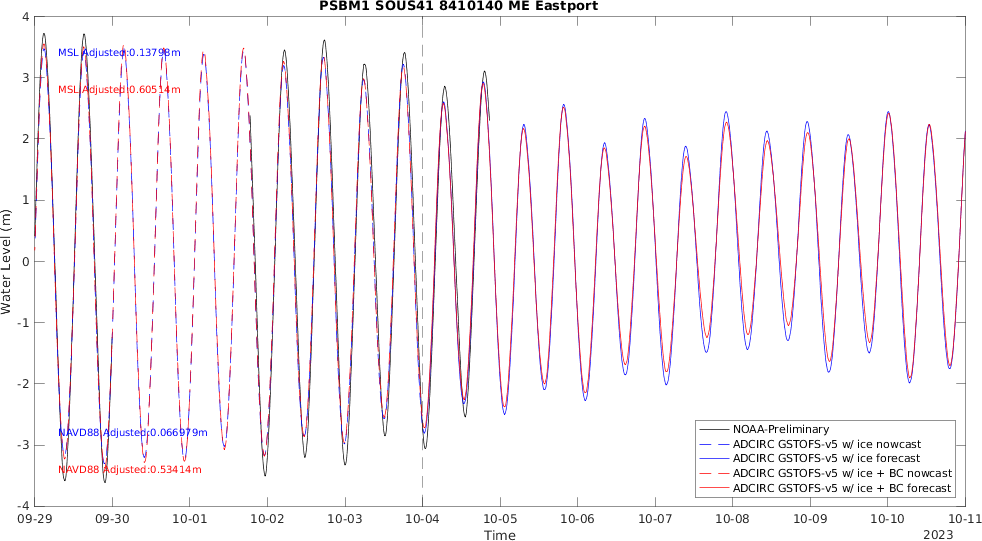 PSBM1 SOUS41 8410140 ME Eastport
4
3
2
1
0
-1
-2
-3
-4
Water Level (m)
MSL Adjusted:0.13798m
MSL Adjusted:0.60514m
NAVD88 Adjusted:0.066979m
NAVD88 Adjusted:0.53414m
NOAA-Preliminary
ADCIRC GSTOFS-v5 w/ ice nowcast
ADCIRC GSTOFS-v5 w/ ice forecast
ADCIRC GSTOFS-v5 w/ ice + BC nowcast
ADCIRC GSTOFS-v5 w/ ice + BC forecast
09-29 09-30 10-01 10-02 10-03 10-04 10-05 10-06 10-07 10-08 10-09 10-10 10-11
Time
2023